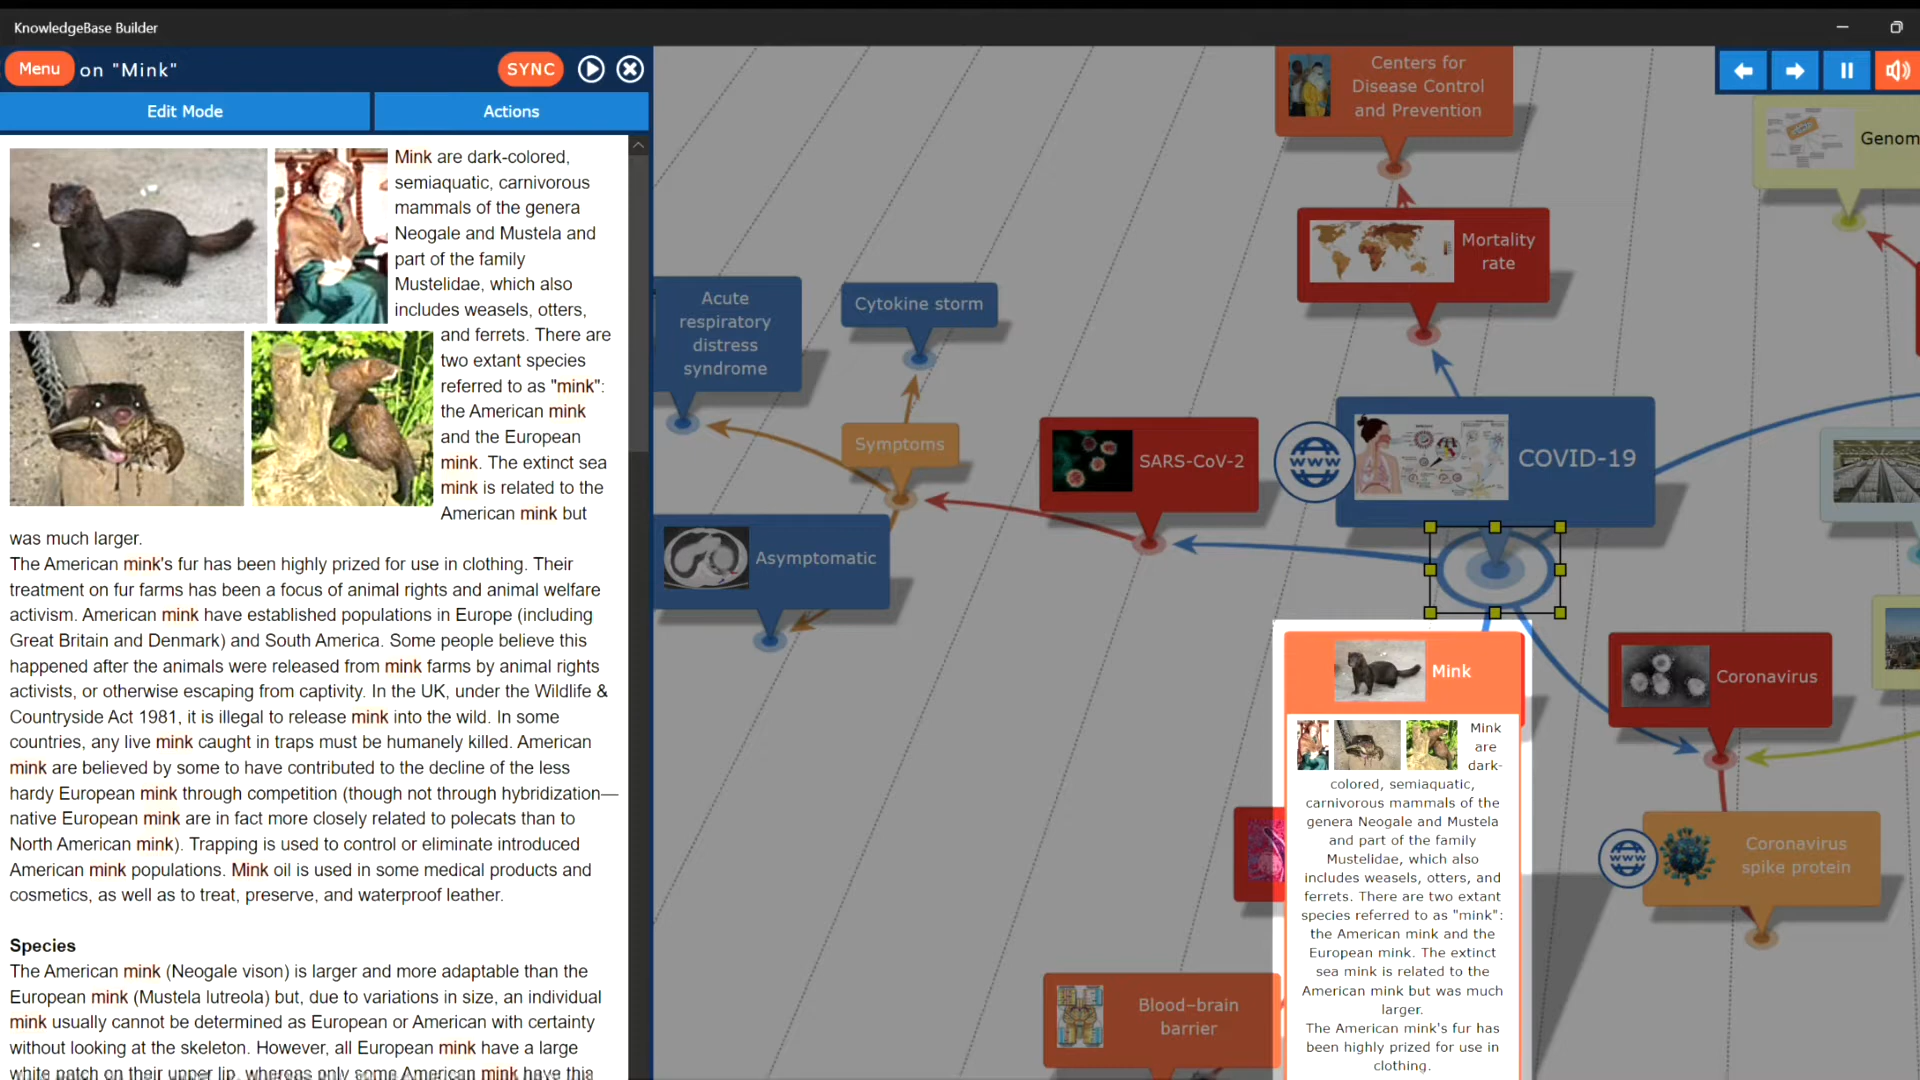 KnowledgeBase Builder
Menu on "Mink"
SYNC
Edit Mode
Actions
Mink are dark-colored,
semiaquatic, carnivorous
mammals of the genera
Neogale and Mustela and
part of the family
Mustelidae, which also
includes weasels, otters,
and ferrets. There are
two extant species
referred to as "mink":
the American mink
and the European
mink. The extinct sea
mink is related to the
American mink but
was much larger.
The American mink's fur has been highly prized for use in clothing. Their
treatment on fur farms has been a focus of animal rights and animal welfare
activism. American mink have established populations in Europe (including
Great Britain and Denmark) and South America. Some people believe this
happened after the animals were released from mink farms by animal rights
activists, or otherwise escaping from captivity. In the UK, under the Wildlife &
Countryside Act 1981, it is illegal to release mink into the wild. In some
countries, any live mink caught in traps must be humanely killed. American
mink are believed by some to have contributed to the decline of the less
hardy European mink through competition (though not through hybridization—
native European mink are in fact more closely related to polecats than to
North American mink). Trapping is used to control or eliminate introduced
American mink populations. Mink oil is used in some medical products and
cosmetics, as well as to treat, preserve, and waterproof leather.
Species
The American mink (Neogale vison) is larger and more adaptable than the
European mink (Mustela lutreola) but, due to variations in size, an individual
mink usually cannot be determined as European or American with certainty
without looking at the skeleton. However, all European mink have a large
white patch on their upper lip, whereas only some American mink have this
Centers for
Disease Control
and Prevention
Genom
Mortality
rate
Acute
respiratory
distress
syndrome
Cytokine storm
Symptoms
SARS-CoV-2
WWW
COVID-19
Asymptomatic
Mink
Coronavirus
Mink
are
dark-
colored, semiaquatic,
carnivorous mammals of the
genera Neogale and Mustela
and part of the family
Mustelidae, which also
includes weasels, otters, and
ferrets. There are two extant
species referred to as "mink":
the American mink and the
European mink. The extinct
sea mink is related to the
American mink but was much
larger.
The American mink's fur has
been highly prized for use in
clothing.
WWW
Coronavirus
spike protein
Blood–brain
barrier